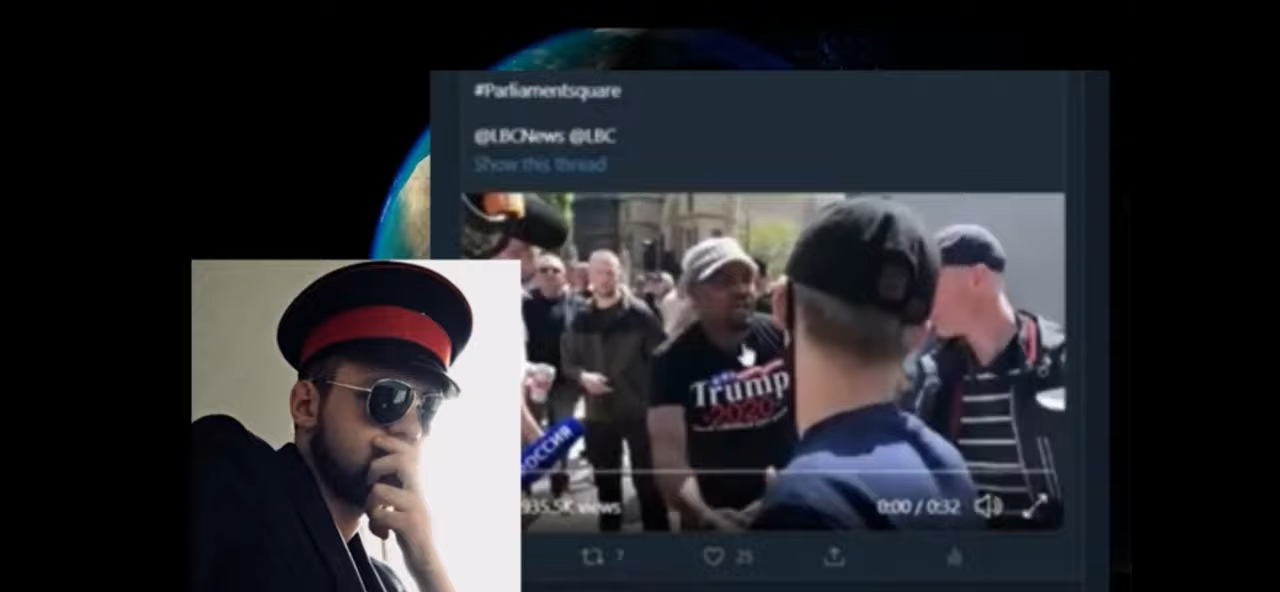 #Parliamentsquare
@LBCNews @LBC
Show this thread
Trump
2020
РОССИЯ
935.5K views
0:00 / 0:32
7
25